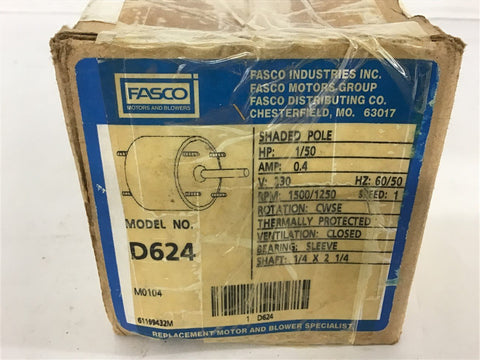 FASCO
MOTORS AND BLOWERS
FASCO INDUSTRIES INC.
FASCO MOTORS GROUP
FASCO DISTRIBUTING CO.
CHESTERFIELD, MO. 63017
MODEL NO.
D624
M0104
61199432M
SHADED POLE
HP: 1/50
AMP: 0.4
V: 230 HZ: 60/50
RPM: 1500/1250 SPEED: 1
ROTATION: CWSE
THERMALLY PROTECTED
VENTILATION: CLOSED
BEARING: SLEEVE
SHAFT: 1/4 X 2 1/4
1 D624
REPLACEMENT MOTOR AND BLOWER SPECIALIST